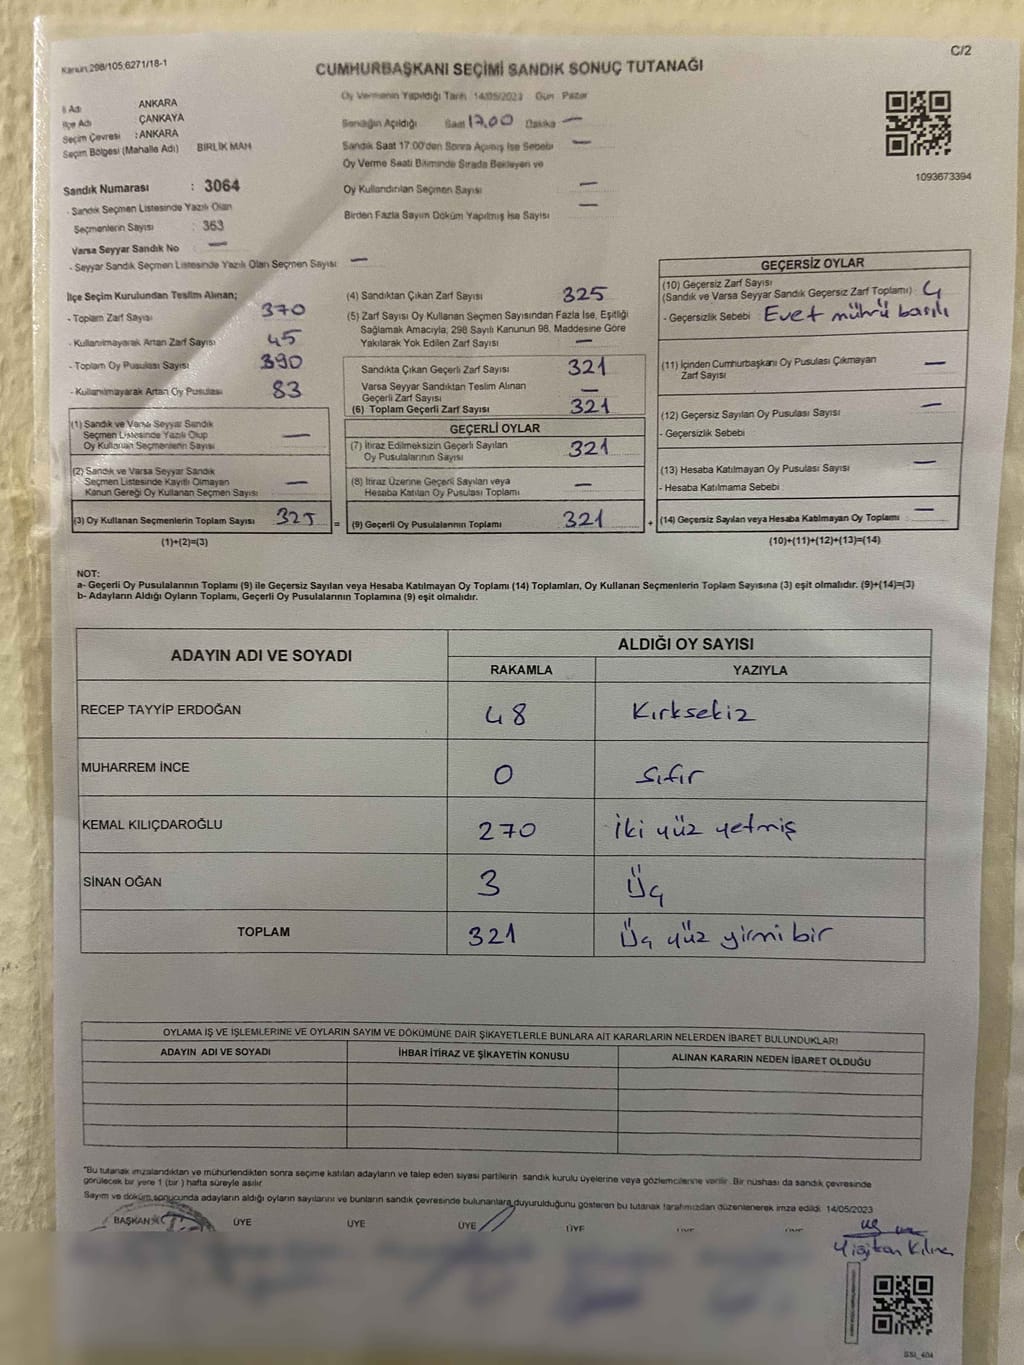 C/2
Kanun:298/105;6271/18-1
CUMHURBAŞKANI SEÇİMİ SANDIK SONUÇ TUTANAĞI
Oy Vermenin Yapıldığı Tarih 14/05/2023 Gün Pazar
İl Adı ANKARA
İlçe Adı ÇANKAYA
Seçim Çevresi : ANKARA
Seçim Bölgesi (Mahalle Adı) BİRLİK MAH
Sandığın Açıldığı Saat 17.00 Dakika —
Sandık Saat 17:00'den Sonra Açılmış İse Sebebi —
Oy Verme Saati Bitiminde Sırada Bekleyen ve
Oy Kullandırılan Seçmen Sayısı —
Birden Fazla Sayım Döküm Yapılmış İse Sayısı —
1093673394
Sandık Numarası : 3064
- Sandık Seçmen Listesinde Yazılı Olan
Seçmenlerin Sayısı : 363
Varsa Seyyar Sandık No —
- Seyyar Sandık Seçmen Listesinde Yazılı Olan Seçmen Sayısı: —
İlçe Seçim Kurulundan Teslim Alınan;
- Toplam Zarf Sayısı 370
- Kullanılmayarak Artan Zarf Sayısı 45
- Toplam Oy Pusulası Sayısı 390
- Kullanılmayarak Artan Oy Pusulası 83
(1) Sandık ve Varsa Seyyar Sandık
Seçmen Listesinde Yazılı Olup
Oy Kullanan Seçmenlerin Sayısı —
(2) Sandık ve Varsa Seyyar Sandık
Seçmen Listesinde Kayıtlı Olmayan
Kanun Gereği Oy Kullanan Seçmen Sayısı —
(3) Oy Kullanan Seçmenlerin Toplam Sayısı 325 =
(1)+(2)=(3)
(4) Sandıktan Çıkan Zarf Sayısı 325
(5) Zarf Sayısı Oy Kullanan Seçmen Sayısından Fazla İse, Eşitliği
Sağlamak Amacıyla, 298 Sayılı Kanunun 98. Maddesine Göre
Yakılarak Yok Edilen Zarf Sayısı —
Sandıkta Çıkan Geçerli Zarf Sayısı 321
Varsa Seyyar Sandıktan Teslim Alınan
Geçerli Zarf Sayısı —
(6) Toplam Geçerli Zarf Sayısı 321
GEÇERLİ OYLAR
(7) İtiraz Edilmeksizin Geçerli Sayılan
Oy Pusulalarının Sayısı 321
(8) İtiraz Üzerine Geçerli Sayılan veya
Hesaba Katılan Oy Pusulası Toplamı —
(9) Geçerli Oy Pusulalarının Toplamı 321 +
GEÇERSİZ OYLAR
(10) Geçersiz Zarf Sayısı
(Sandık ve Varsa Seyyar Sandık Geçersiz Zarf Toplamı) : 4
- Geçersizlik Sebebi Evet mührü basılı
(11) İçinden Cumhurbaşkanı Oy Pusulası Çıkmayan
Zarf Sayısı —
(12) Geçersiz Sayılan Oy Pusulası Sayısı —
- Geçersizlik Sebebi
(13) Hesaba Katılmayan Oy Pusulası Sayısı —
- Hesaba Katılmama Sebebi
(14) Geçersiz Sayılan veya Hesaba Katılmayan Oy Toplamı —
(10)+(11)+(12)+(13)=(14)
NOT:
a- Geçerli Oy Pusulalarının Toplamı (9) ile Geçersiz Sayılan veya Hesaba Katılmayan Oy Toplamı (14) Toplamları, Oy Kullanan Seçmenlerin Toplam Sayısına (3) eşit olmalıdır. (9)+(14)=(3)
b- Adayların Aldığı Oyların Toplamı, Geçerli Oy Pusulalarının Toplamına (9) eşit olmalıdır.
ADAYIN ADI VE SOYADI ALDIĞI OY SAYISI
RAKAMLA YAZIYLA
RECEP TAYYİP ERDOĞAN 48 Kırksekiz
MUHARREM İNCE 0 Sıfır
KEMAL KILIÇDAROĞLU 270 İki yüz yetmiş
SİNAN OĞAN 3 Üç
TOPLAM 321 Üç yüz yirmi bir
OYLAMA İŞ VE İŞLEMLERİNE VE OYLARIN SAYIM VE DÖKÜMÜNE DAİR ŞİKAYETLERLE BUNLARA AİT KARARLARIN NELERDEN İBARET BULUNDUKLARI
ADAYIN ADI VE SOYADI İHBAR İTİRAZ VE ŞİKAYETİN KONUSU ALINAN KARARIN NEDEN İBARET OLDUĞU
*Bu tutanak imzalandıktan ve mühürlendikten sonra seçime katılan adayların ve talep eden siyasi partilerin sandık kurulu üyelerine veya gözlemcilerine verilir. Bir nüshası da sandık çevresinde
görülecek bir yere 1 (bir ) hafta süreyle asılır.
Sayım ve döküm sonucunda adayların aldığı oyların sayılarını ve bunların sandık çevresinde bulunanlara duyurulduğunu gösteren bu tutanak tarafımızdan düzenlenerek imza edildi. 14/05/2023
BAŞKAN ÜYE ÜYE ÜYE ÜYE